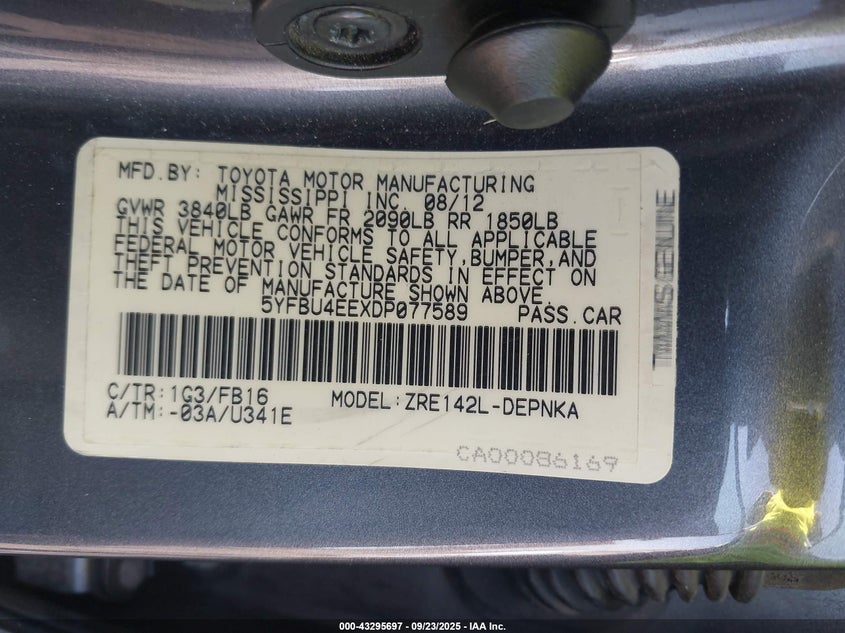 MFD.BY: TOYOTA MOTOR MANUFACTURING
MISSISSIPPI INC. 08/12
GVWR 3840LB GAWR FR 2090LB RR 1850LB
THIS VEHICLE CONFORMS TO ALL APPLICABLE
FEDERAL MOTOR VEHICLE SAFETY,BUMPER,AND
THEFT PREVENTION STANDARDS IN EFFECT ON
THE DATE OF MANUFACTURE SHOWN ABOVE.
5YFBU4EEXDP077589 PASS.CAR
C/TR:1G3/FB16 MODEL:ZRE142L-DEPNKA
A/TM:-03A/U341E
CA00086169
GENUINE
000-43295697 - 09/23/2025 - IAA Inc.